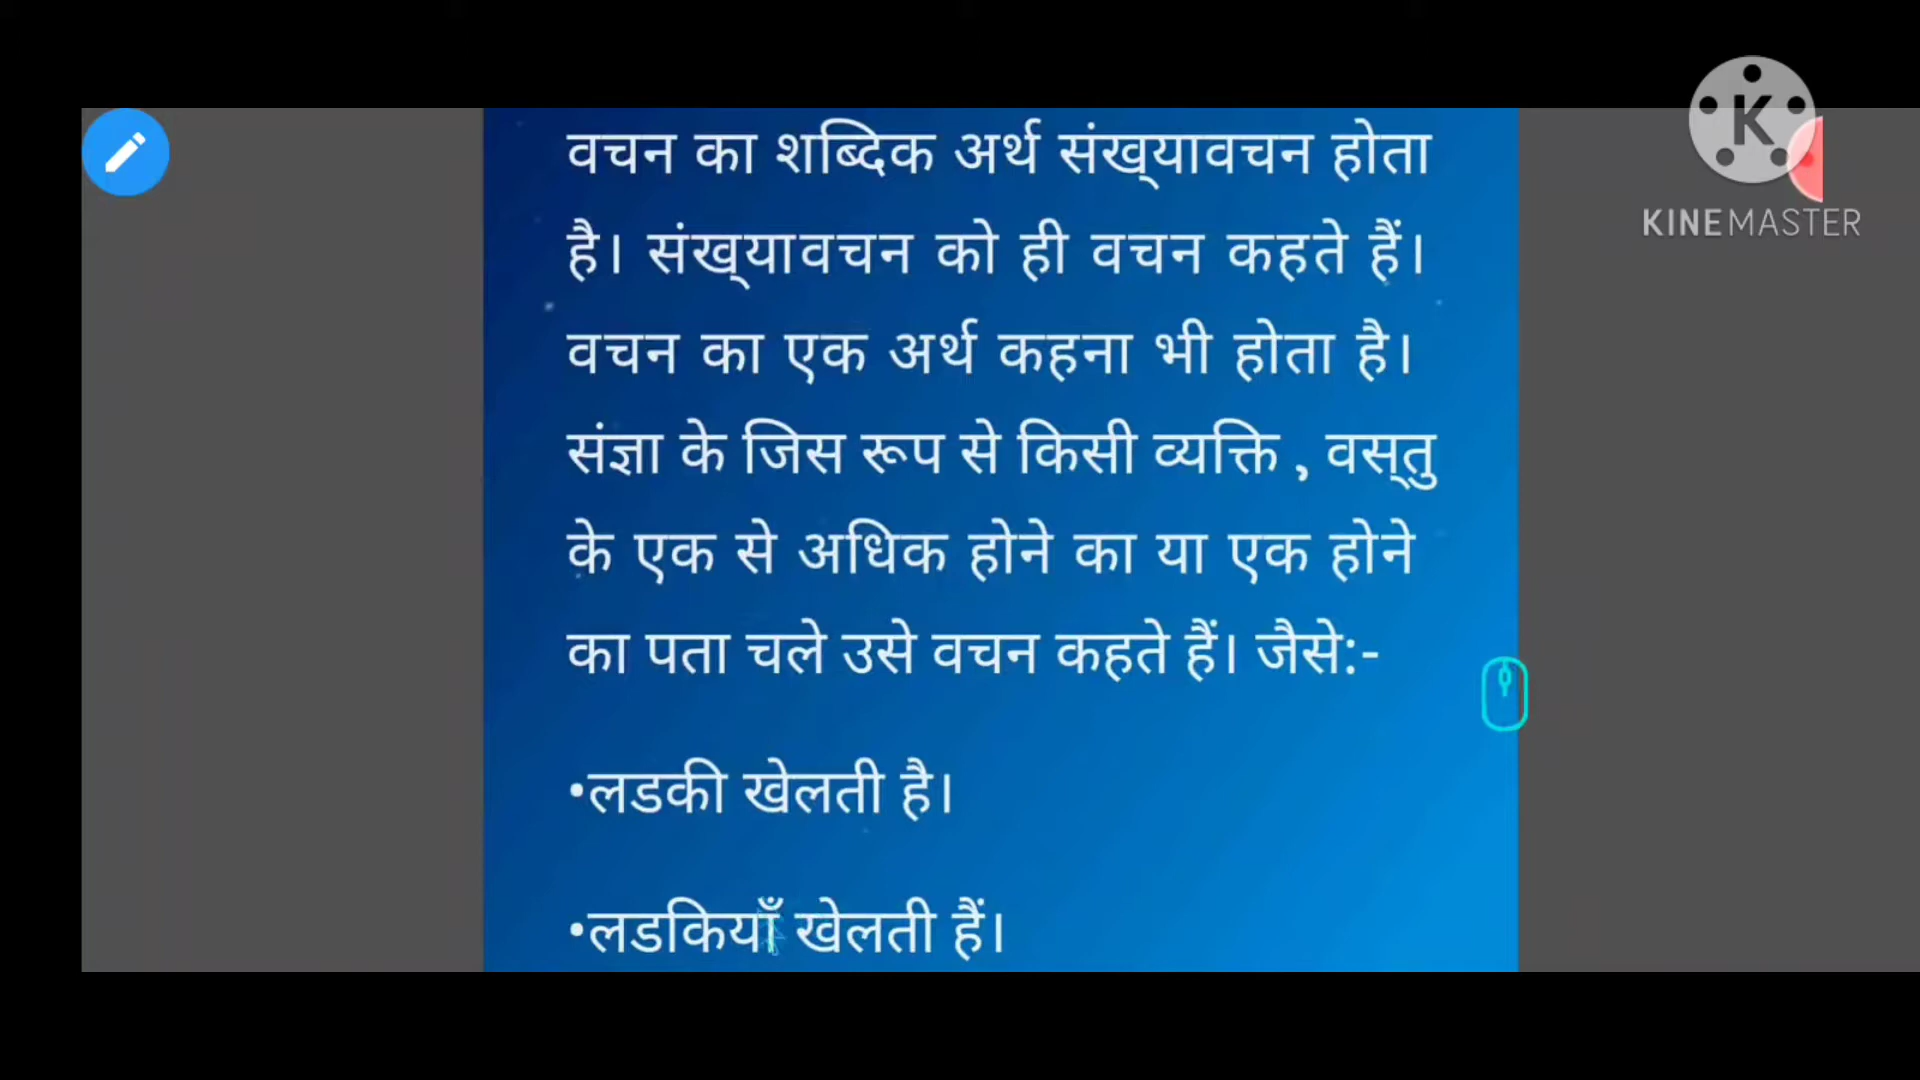 वचन का शब्दिक अर्थ संख्यावचन होता
है। संख्यावचन को ही वचन कहते हैं।
वचन का एक अर्थ कहना भी होता है।
संज्ञा के जिस रूप से किसी व्यक्ति , वस्तु
के एक से अधिक होने का या एक होने
का पता चले उसे वचन कहते हैं। जैसे:-
•लडकी खेलती है।
•लडकियाँ खेलती हैं।
K
KINEMASTER